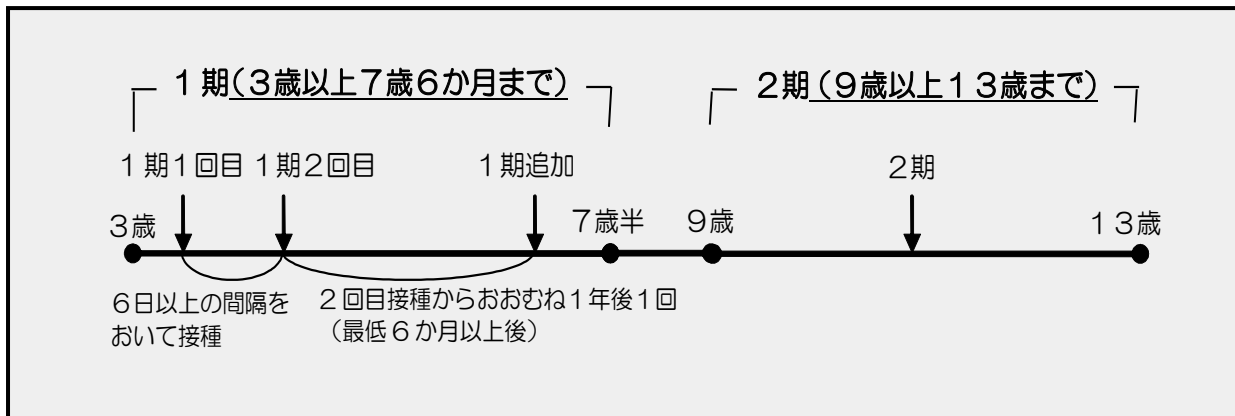 １期(３歳以上７歳６か月まで)
２期(９歳以上１３歳まで)
１期１回目
１期２回目
１期追加
２期
３歳
７歳半
９歳
１３歳
６日以上の間隔を
おいて接種
２回目接種からおおむね１年後１回
（最低６か月以上後）